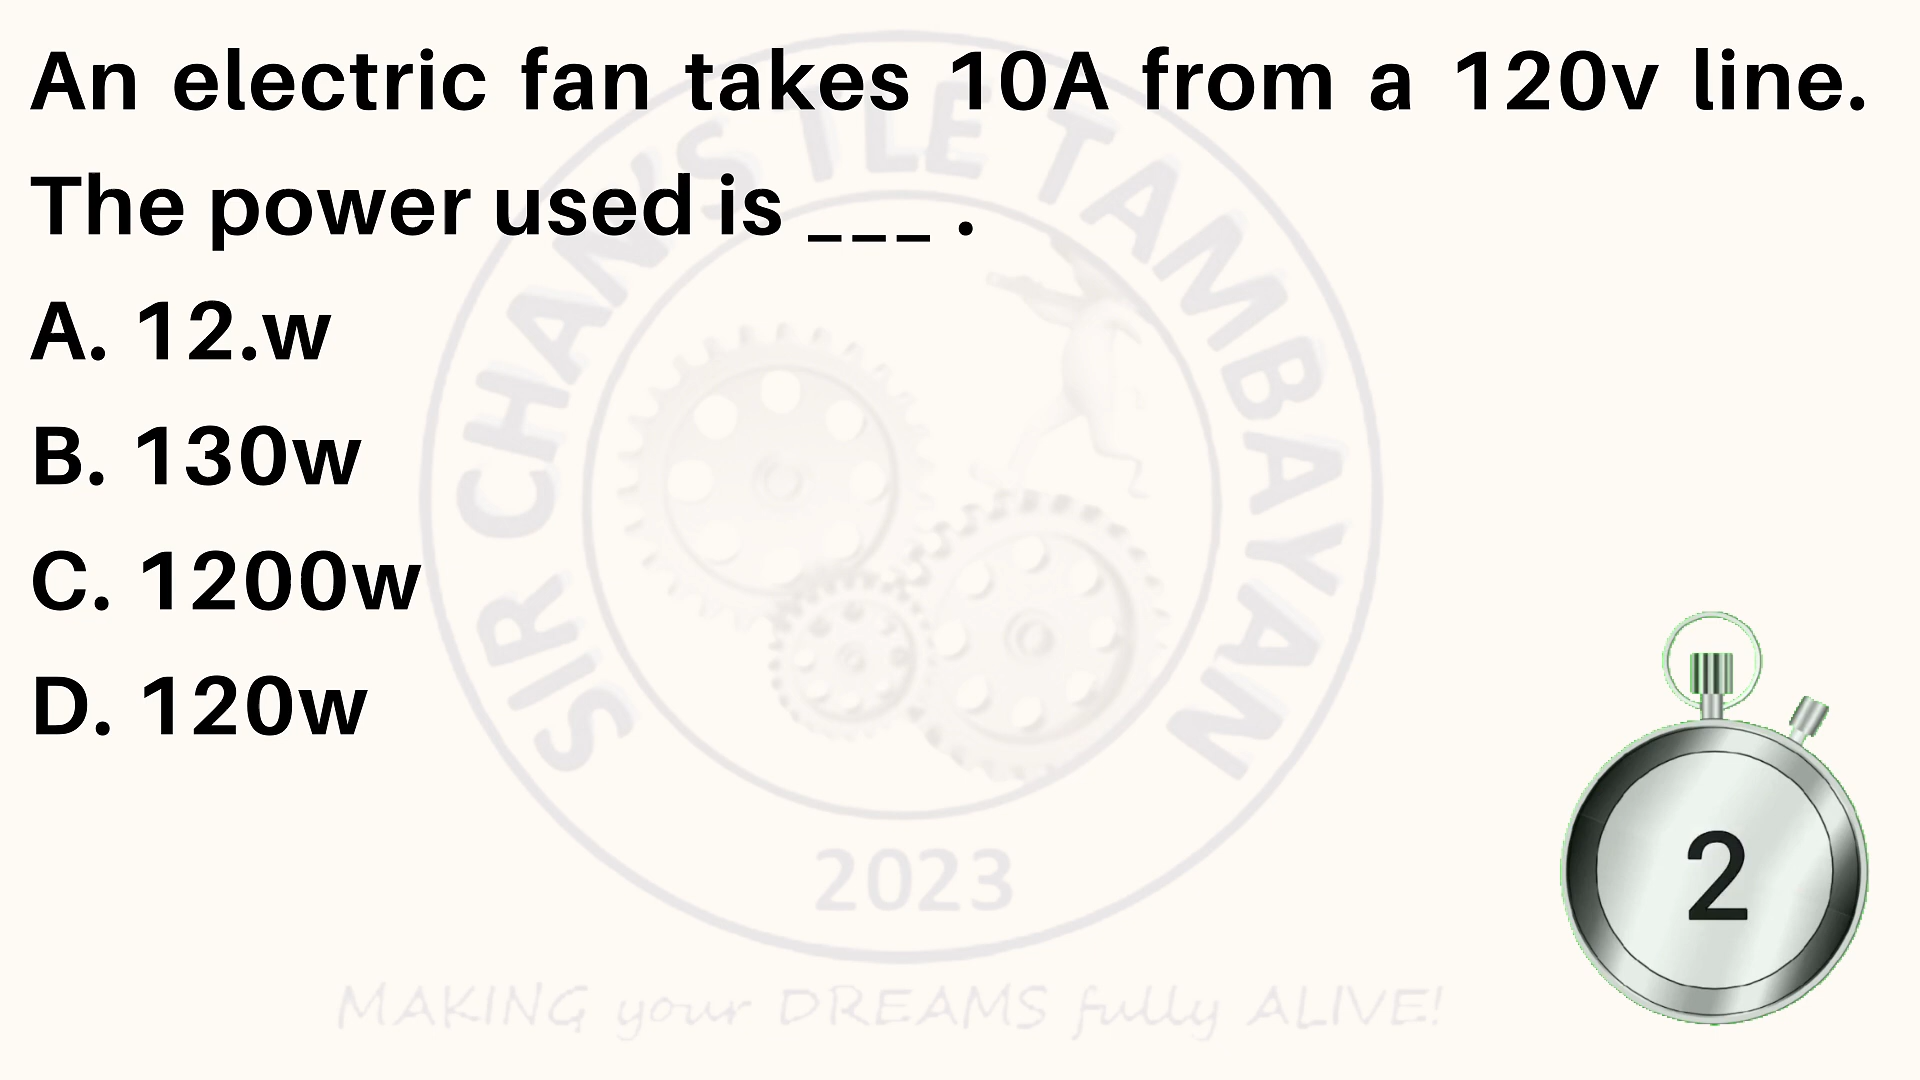 An electric fan takes 10A from a 120v line.
The power used is ___ .
A. 12.w
B. 130w
C. 1200w
D. 120w
SIR CHAN'S TLE TAMBAYAN
2023
MAKING your DREAMS fully ALIVE!
2